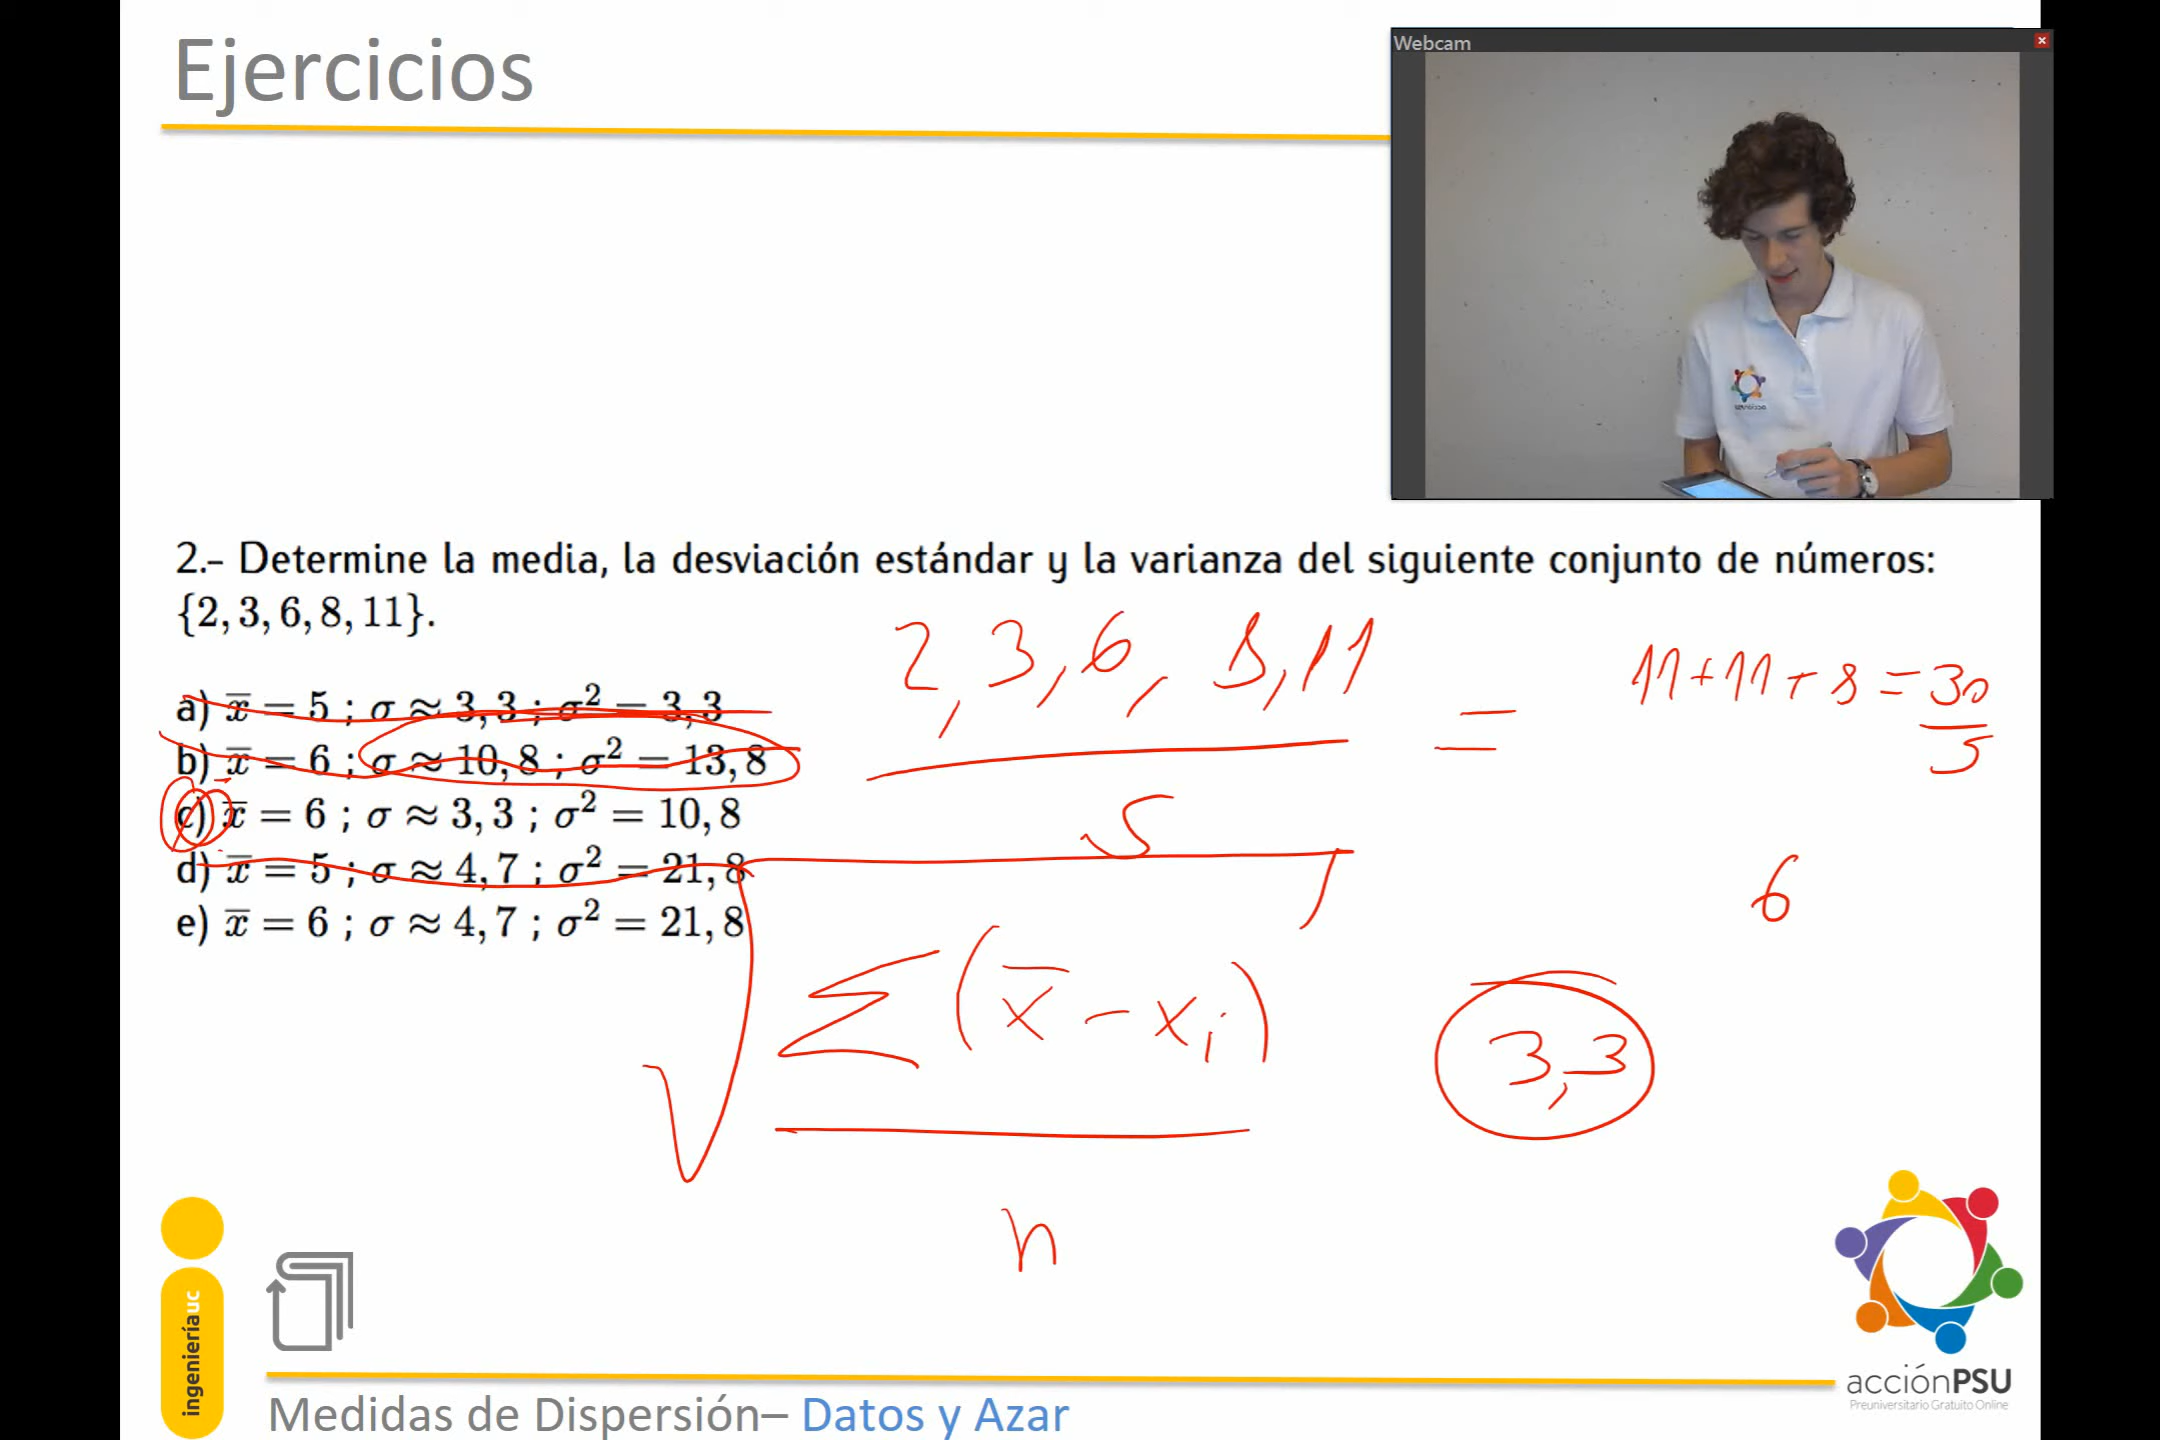 Ejercicios
Webcam
2.- Determine la media, la desviación estándar y la varianza del siguiente conjunto de números:
{2, 3, 6, 8, 11}.
2, 3, 6, 8, 11
5
=
11+11+8=30
5
6
a) x̅ = 5 ; σ ≈ 3, 3 ; σ² = 3, 3
b) x̅ = 6 ; σ ≈ 10, 8 ; σ² = 13, 8
c) x̅ = 6 ; σ ≈ 3, 3 ; σ² = 10, 8
d) x̅ = 5 ; σ ≈ 4, 7 ; σ² = 21, 8
e) x̅ = 6 ; σ ≈ 4, 7 ; σ² = 21, 8
√ Σ (x̅ - xi)
n
3,3
ingenieríauc
Medidas de Dispersión– Datos y Azar
acciónPSU
Preuniversitario Gratuito Online